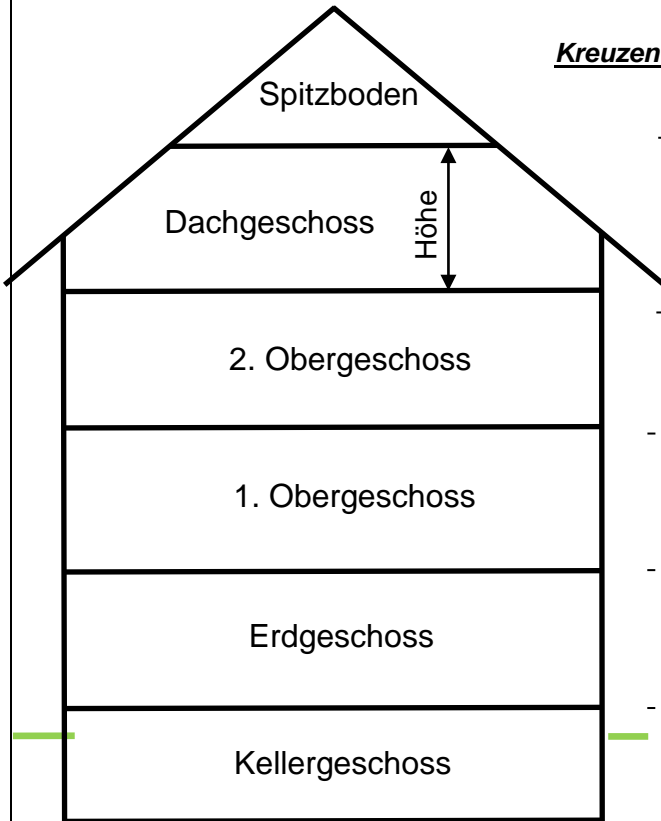 Kreuzen
Spitzboden
Dachgeschoss
Höhe
2. Obergeschoss
1. Obergeschoss
Erdgeschoss
Kellergeschoss